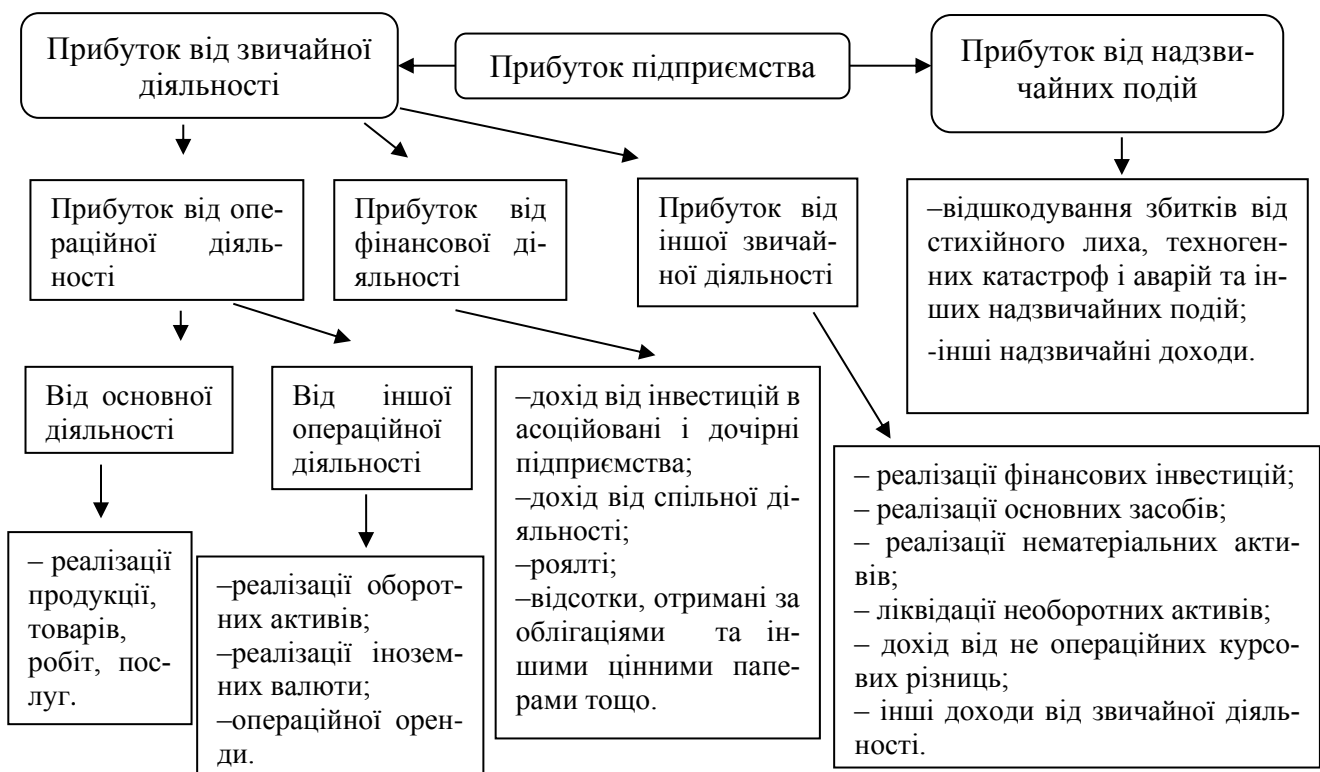 Прибуток від звичайної
діяльності
Прибуток підприємства
Прибуток від надзви-
чайних подій
Прибуток від опе-
раційної діяль-
ності
Прибуток від
фінансової ді-
яльності
Прибуток від
іншої звичай-
ної діяльності
–відшкодування збитків від
стихійного лиха, техноген-
них катастроф і аварій та ін-
ших надзвичайних подій;
-інші надзвичайні доходи.
Від основної
діяльності
Від іншої
операційної
діяльності
–дохід від інвестицій в
асоційовані і дочірні
підприємства;
–дохід від спільної ді-
яльності;
–роялті;
–відсотки, отримані за
облігаціями та ін-
шими цінними папе-
рами тощо.
– реалізації фінансових інвестицій;
– реалізації основних засобів;
– реалізації нематеріальних акти-
вів;
– ліквідації необоротних активів;
– дохід від не операційних курсо-
вих різниць;
– інші доходи від звичайної діяль-
ності.
– реалізації
продукції,
товарів,
робіт, пос-
луг.
–реалізації оборот-
них активів;
–реалізації інозем-
них валюти;
–операційної орен-
ди.